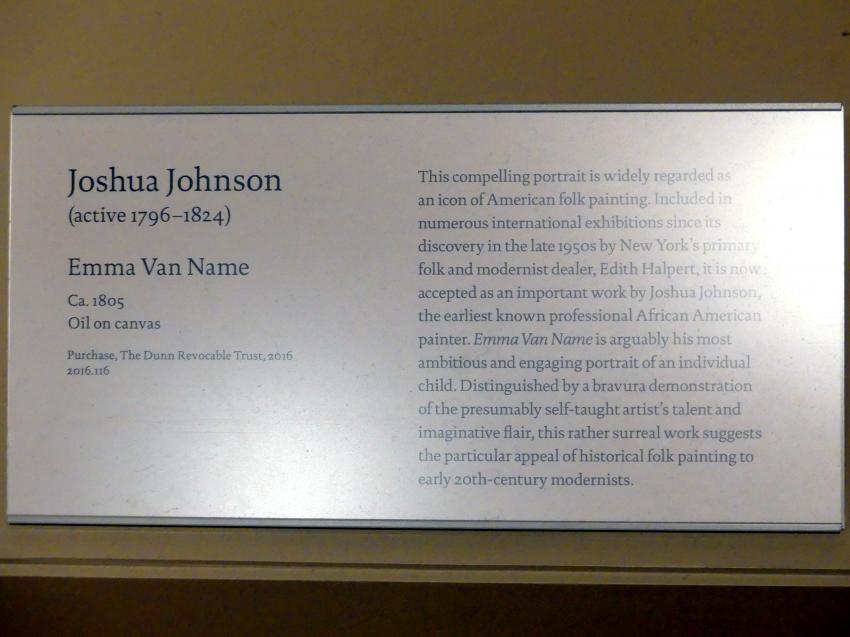 Joshua Johnson
(active 1796–1824)
Emma Van Name
Ca. 1805
Oil on canvas
Purchase, The Dunn Revocable Trust, 2016
2016.116
This compelling portrait is widely regarded as
an icon of American folk painting. Included in
numerous international exhibitions since its
discovery in the late 1950s by New York's primary
folk and modernist dealer, Edith Halpert, it is now
accepted as an important work by Joshua Johnson,
the earliest known professional African American
painter. Emma Van Name is arguably his most
ambitious and engaging portrait of an individual
child. Distinguished by a bravura demonstration
of the presumably self-taught artist's talent and
imaginative flair, this rather surreal work suggests
the particular appeal of historical folk painting to
early 20th-century modernists.